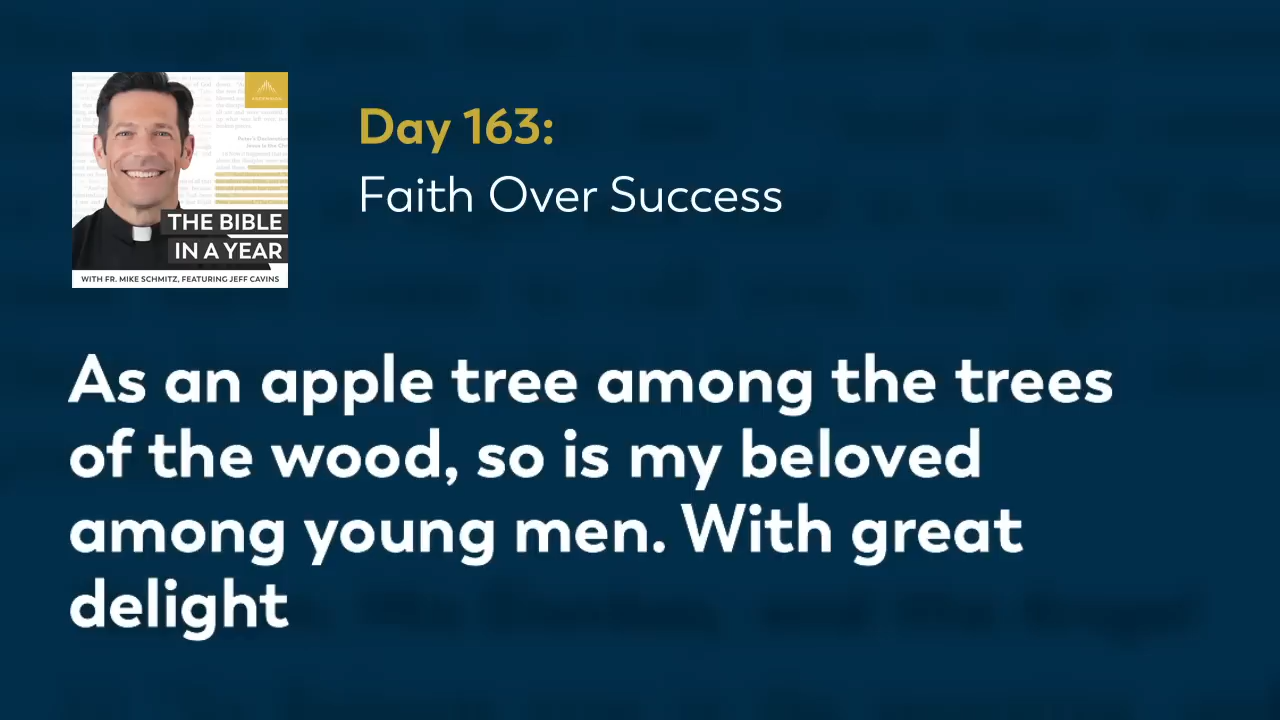 THE BIBLE
IN A YEAR
WITH FR. MIKE SCHMITZ, FEATURING JEFF CAVINS
Day 163:
Faith Over Success
As an apple tree among the trees
of the wood, so is my beloved
among young men. With great
delight